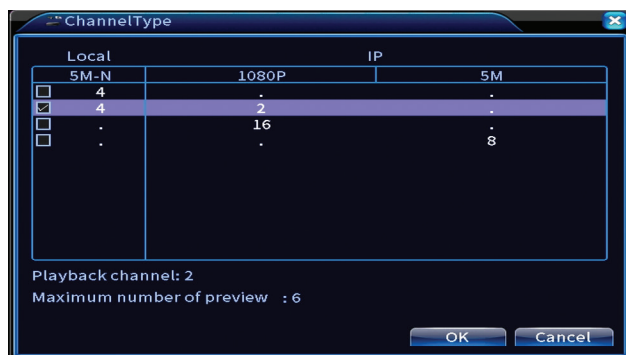 ChannelType
Local IP
5M-N 1080P 5M
4 . .
4 2 .
. 16 .
. . 8
Playback channel: 2
Maximum number of preview : 6
OK Cancel